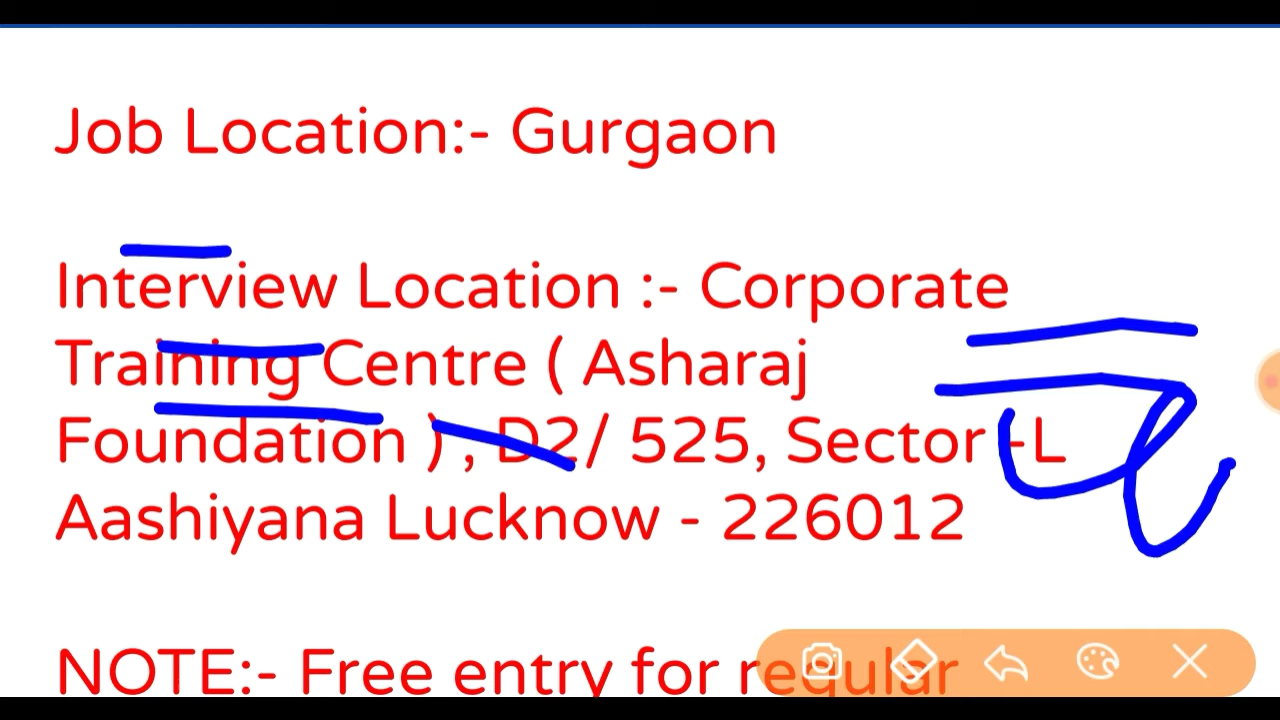 Job Location:- Gurgaon
Interview Location :- Corporate
Training Centre ( Asharaj
Foundation ) , D2/ 525, Sector -L
Aashiyana Lucknow - 226012
NOTE:- Free entry for regular